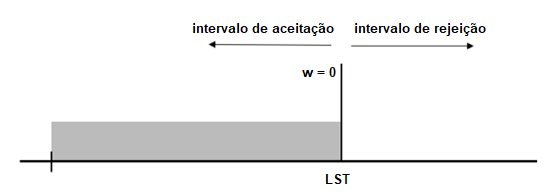 intervalo de aceitação intervalo de rejeição
w = 0
LST